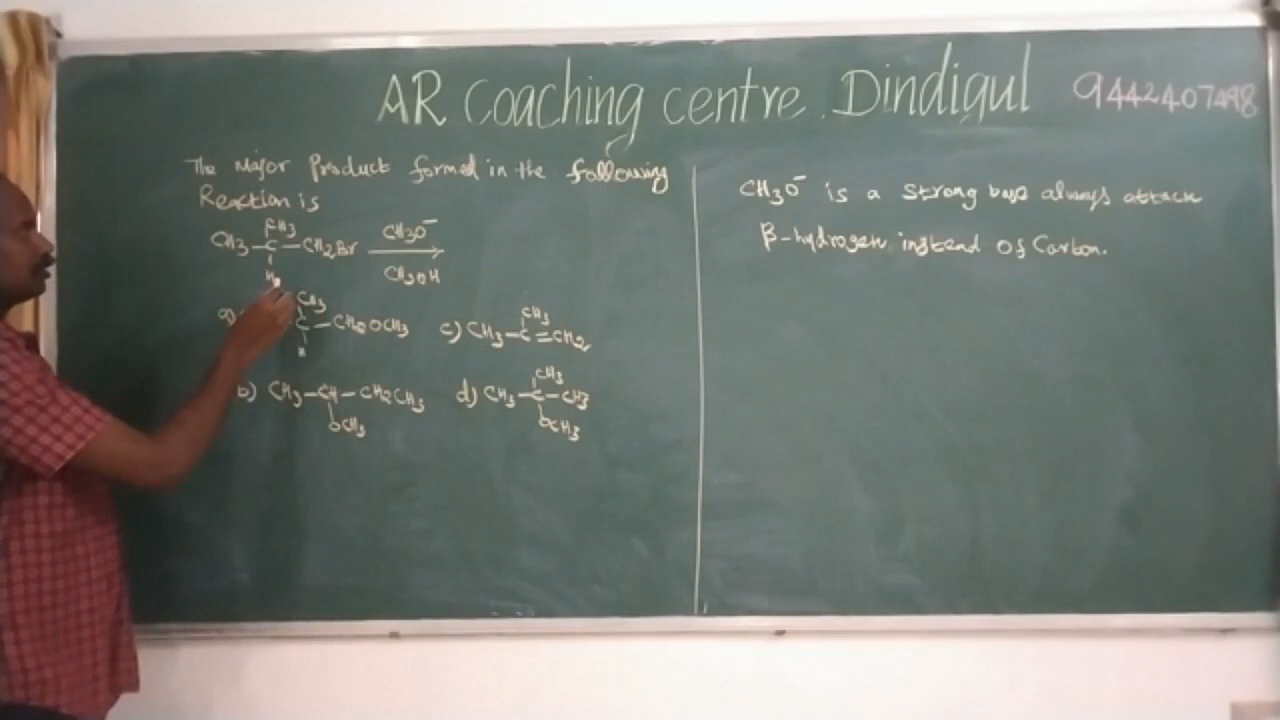 AR Coaching centre, Dindigul 9442407498
The Major Product formed in the following
Reaction is
CH3
CH3-C-CH2Br CH3O⁻
H CH3OH
a) CH3
C-CH2OCH3
H
c) CH3-C=CH2
CH3
b) CH3-CH-CH2CH3
OCH3
d) CH3-C-CH3
CH3
OCH3
CH3O⁻ is a strong base always attack
β-hydrogen instead of Carbon.